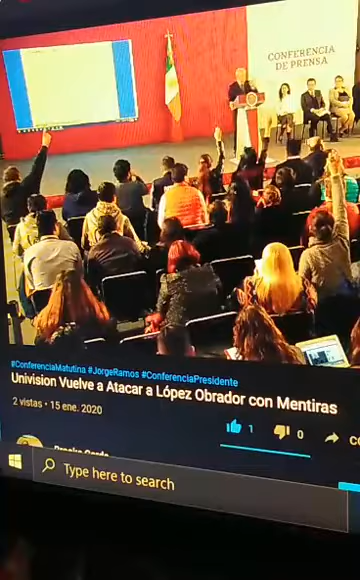 CONFERENCIA
DE PRENSA
#ConferenciaMatutina #JorgeRamos #ConferenciaPresidente
Univision Vuelve a Atacar a López Obrador con Mentiras
2 vistas • 15 ene. 2020
1 0
Type here to search